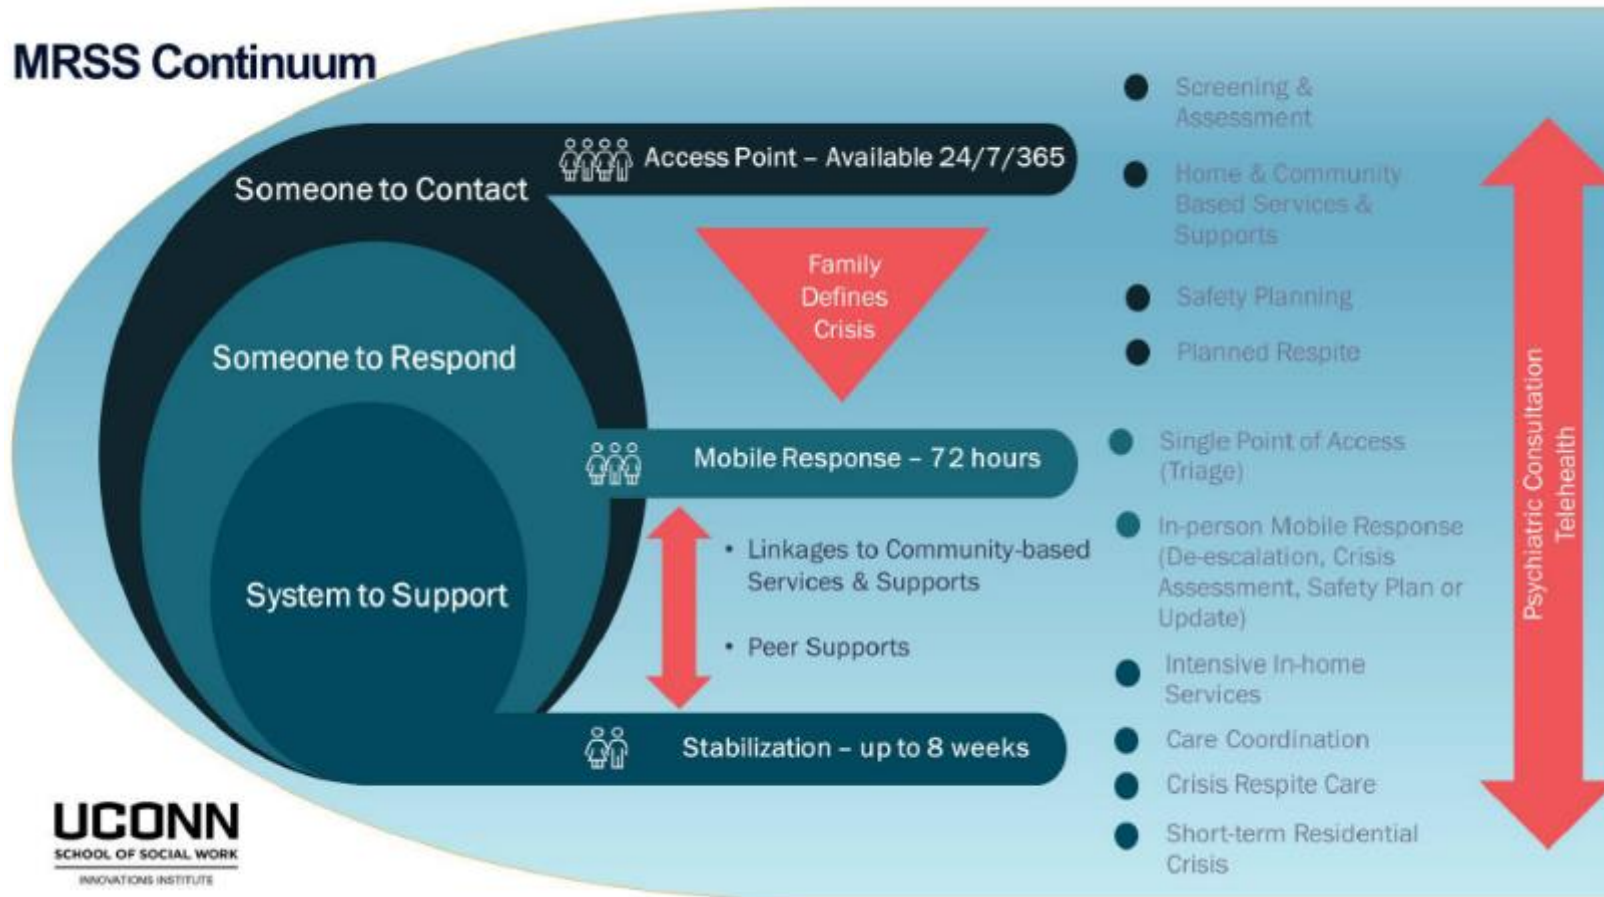 MRSS Continuum
Someone to Contact
Access Point – Available 24/7/365
Family
Defines
Crisis
Someone to Respond
Mobile Response – 72 hours
• Linkages to Community-based
Services & Supports
• Peer Supports
System to Support
Stabilization – up to 8 weeks
Screening &
Assessment
Home & Community
Based Services &
Supports
Safety Planning
Planned Respite
Single Point of Access
(Triage)
In-person Mobile Response
(De-escalation, Crisis
Assessment, Safety Plan or
Update)
Intensive In-home
Services
Care Coordination
Crisis Respite Care
Short-term Residential
Crisis
Psychiatric Consultation
Telehealth
UCONN
SCHOOL OF SOCIAL WORK
INNOVATIONS INSTITUTE